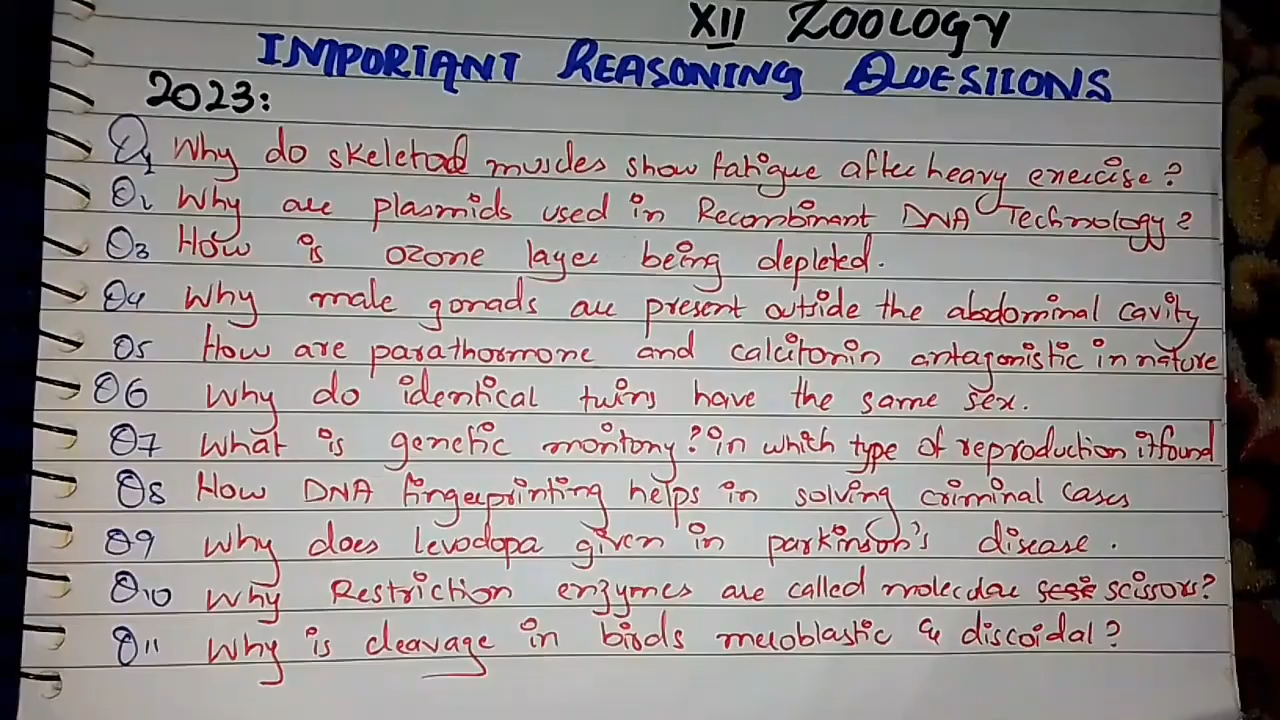 XII ZOOLOGY
IMPORTANT REASONING QUESTIONS
2023:
Q1 Why do skeletal muscles show fatigue after heavy exercise?
Q2 Why are plasmids used in Recombinant DNA Technology?
Q3 How is ozone layer being depleted.
Q4 Why male gonads are present outside the abdominal cavity
Q5 How are parathormone and calcitonin antagonistic in nature
Q6 Why do identical twins have the same sex.
Q7 What is genetic montony? in which type of reproduction it found
Q8 How DNA fingerprinting helps in solving criminal cases
Q9 Why does levodopa given in parkinson's disease.
Q10 Why Restriction enzymes are called molecular scissors?
Q11 Why is cleavage in birds meroblastic & discoidal?